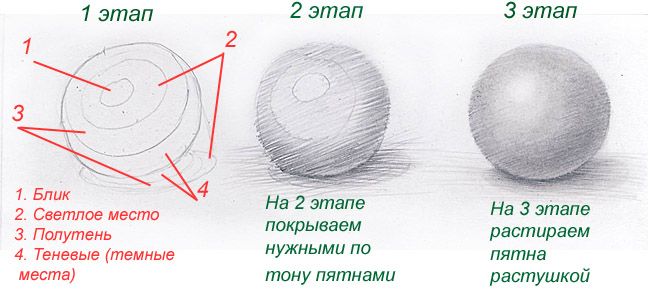 1 этап
2 этап
3 этап
1
2
3
4
1. Блик
2. Светлое место
3. Полутень
4. Теневые (темные
места)
На 2 этапе
покрываем
нужными по
тону пятнами
На 3 этапе
растираем
пятна
растушкой